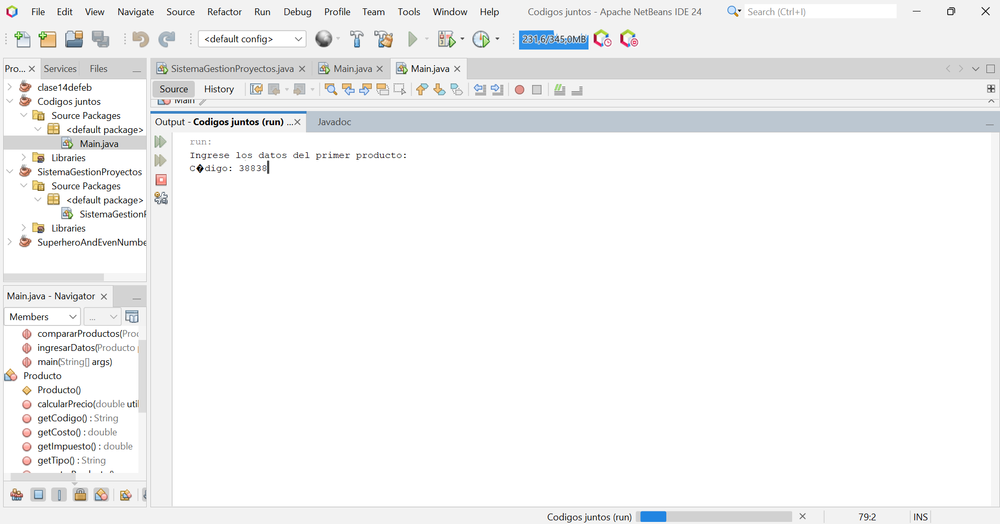 File Edit View Navigate Source Refactor Run Debug Profile Team Tools Window Help Codigos juntos - Apache NetBeans IDE 24 Search (Ctrl+I)
<default config> 231,6/345,0MB
Pro... Services Files
SistemaGestionProyectos.java Main.java Main.java
Source History
Main
clase14defeb
Codigos juntos
Source Packages
<default package>
Main.java
Libraries
SistemaGestionProyectos
Source Packages
<default package>
SistemaGestionP
Libraries
SuperheroAndEvenNumbe
Output - Codigos juntos (run) ... Javadoc
run:
Ingrese los datos del primer producto:
C�digo: 38838
Main.java - Navigator
Members ...
compararProductos(Proc
ingresarDatos(Producto
main(String[] args)
Producto
Producto()
calcularPrecio(double util
getCodigo() : String
getCosto() : double
getImpuesto() : double
getTipo() : String
Codigos juntos (run) 79:2 INS